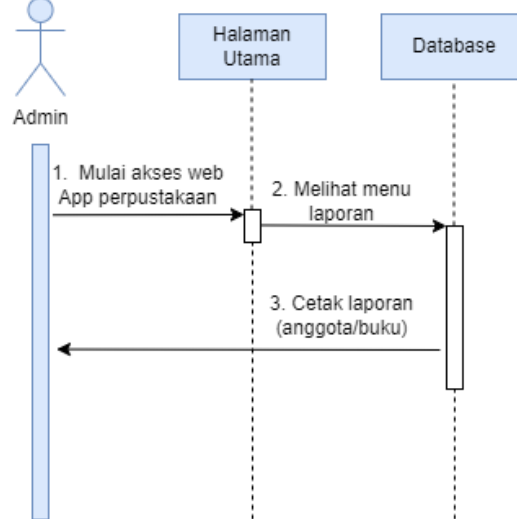 Halaman
Utama
Database
Admin
1. Mulai akses web
App perpustakaan
2. Melihat menu
laporan
3. Cetak laporan
(anggota/buku)